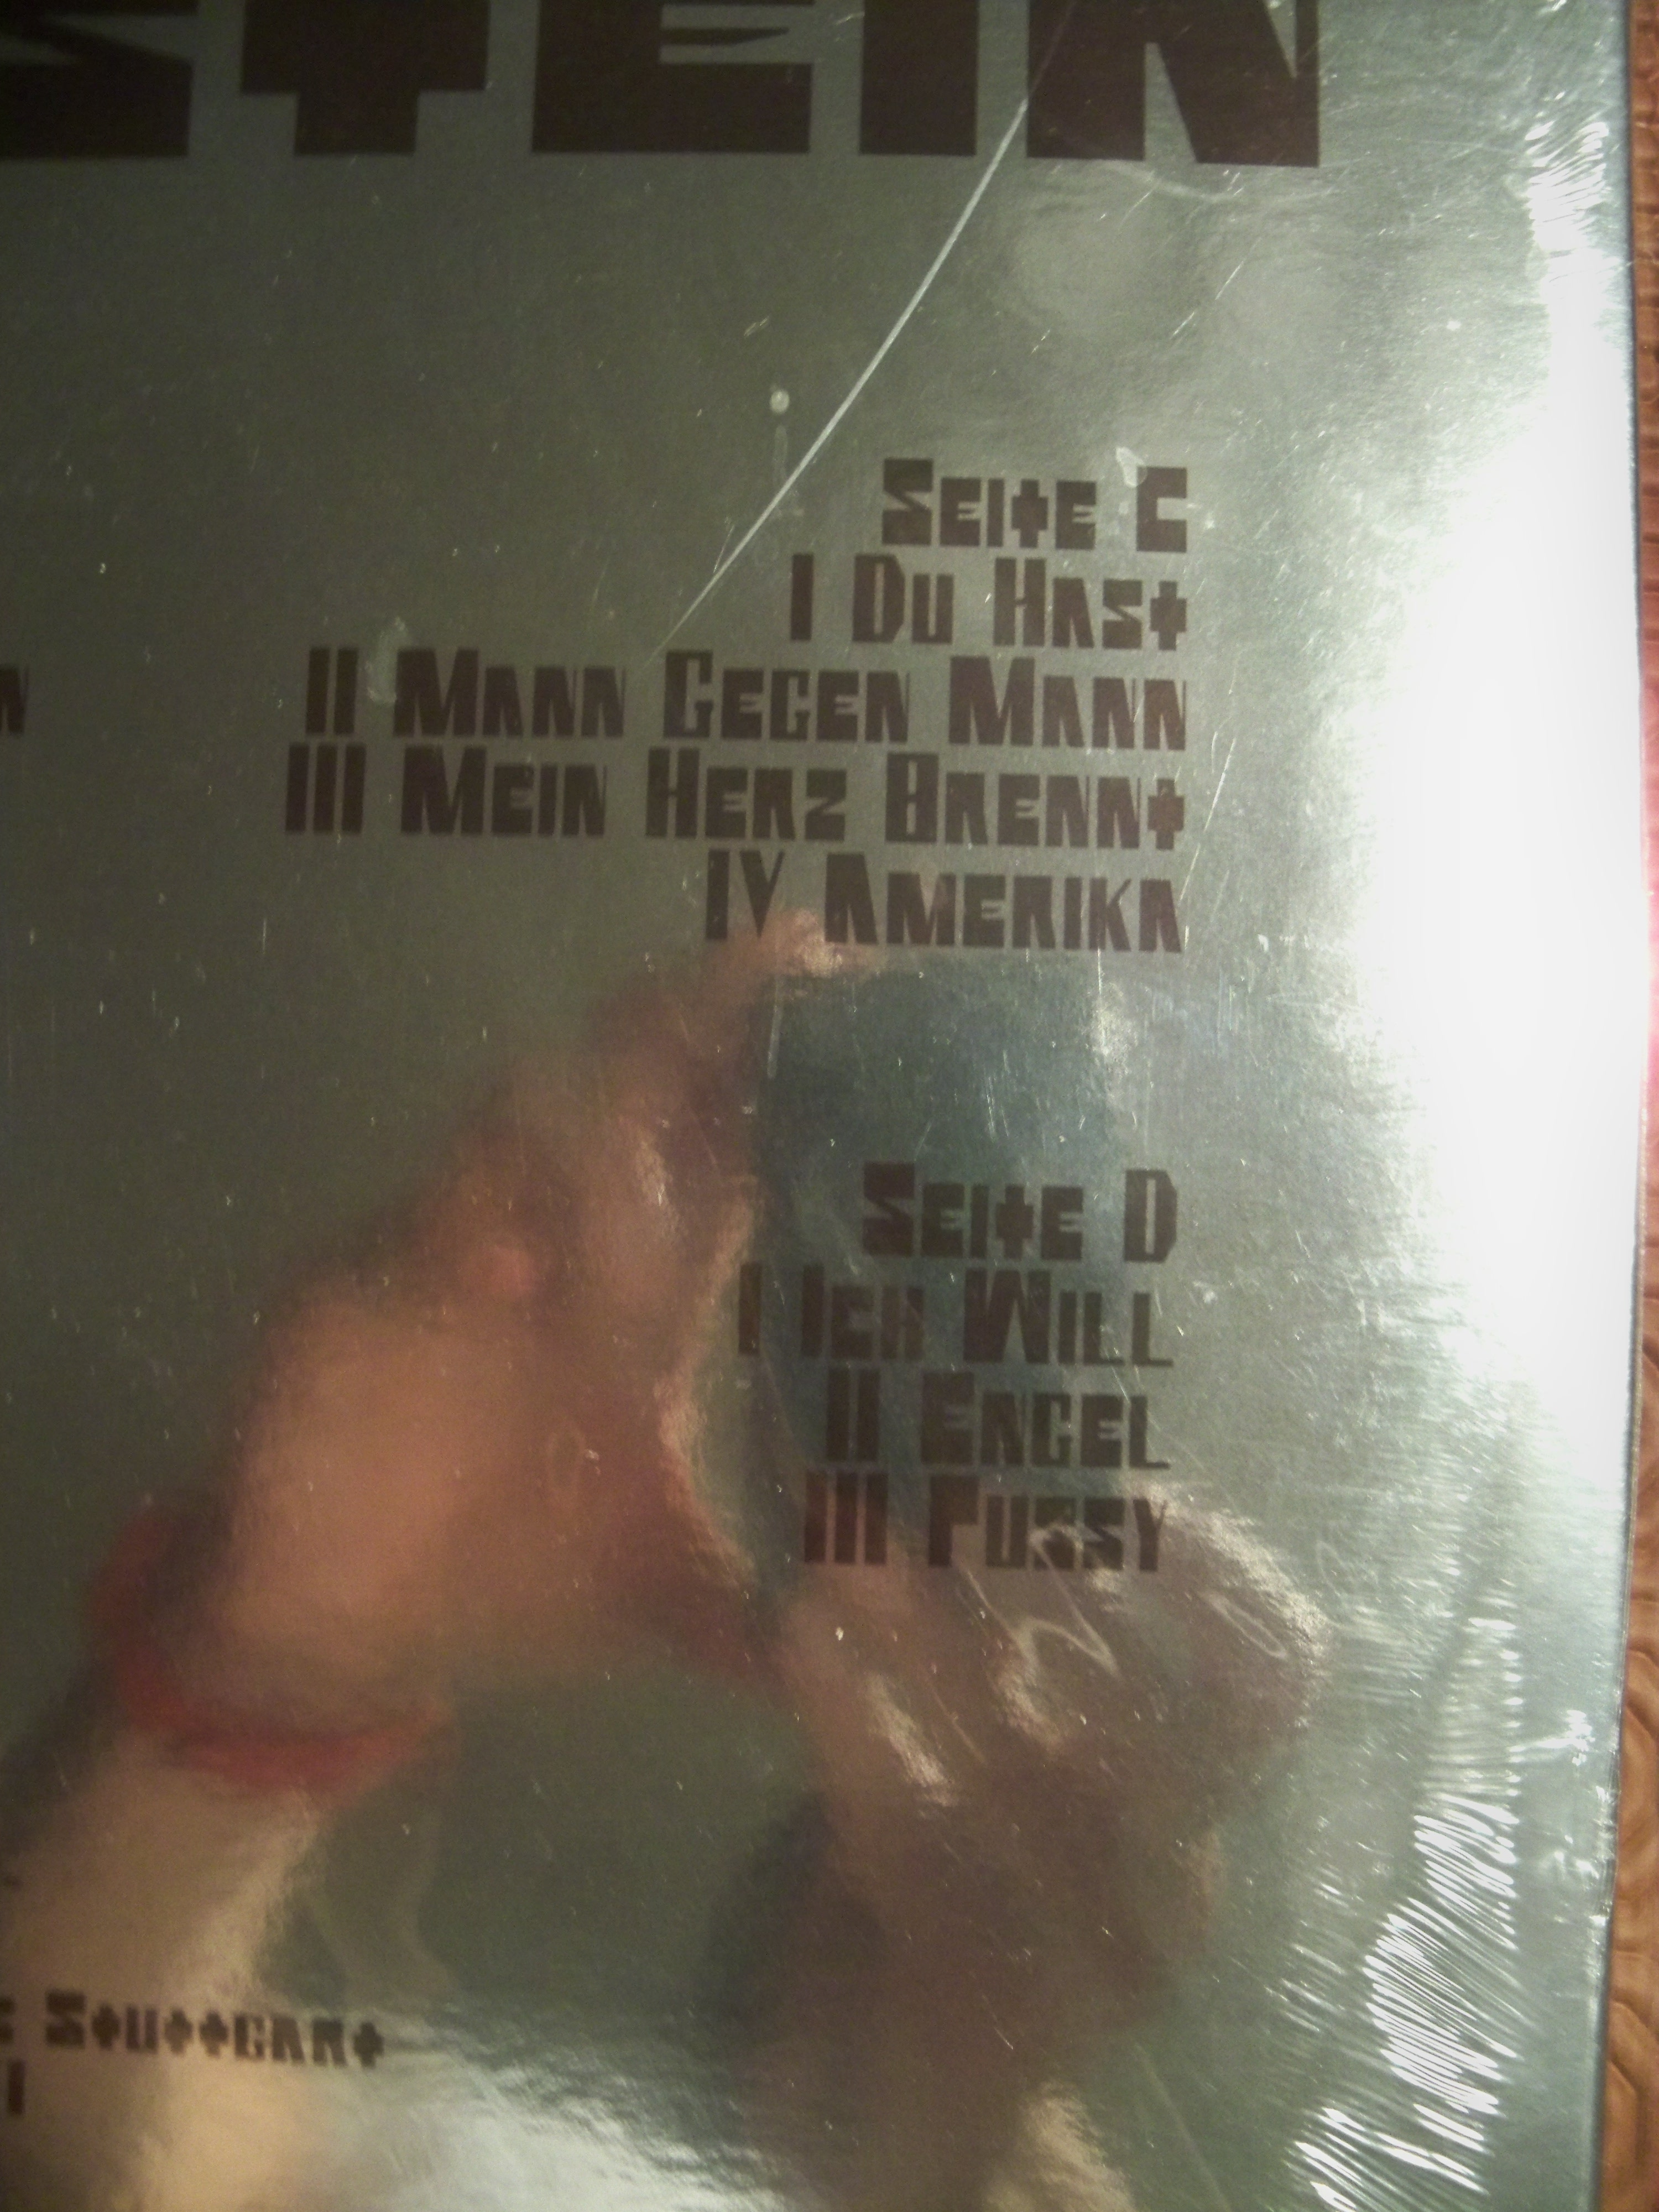 STEIN
Seite C
I Du Hast
II Mann Gegen Mann
III Mein Herz Brennt
IV Amerika
Seite D
I Ich Will
II Engel
III Pussy
Stuttgart